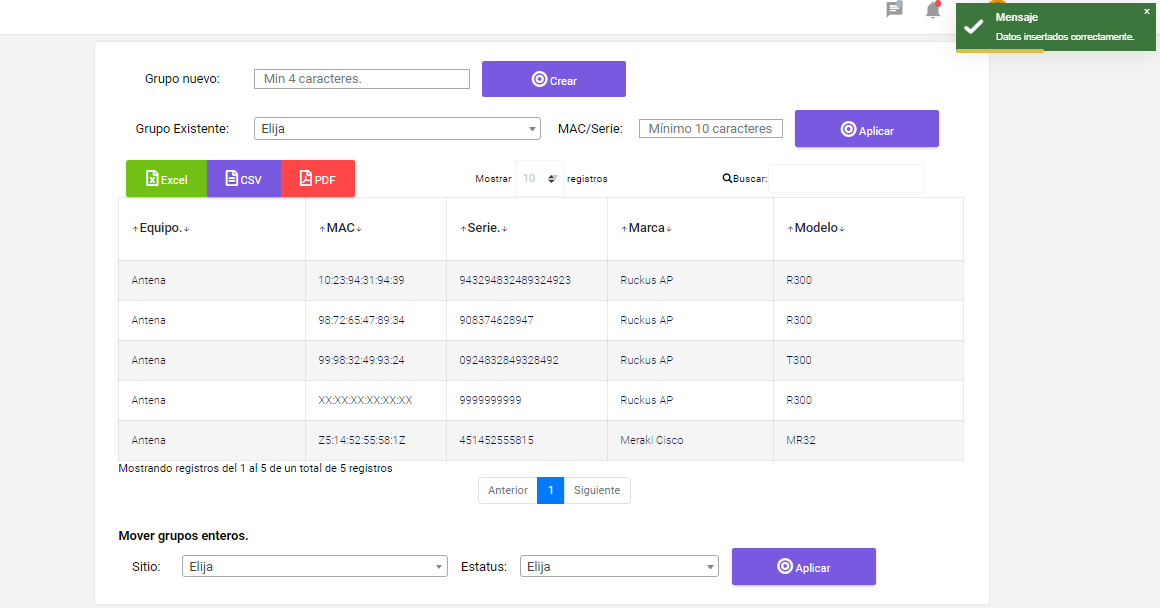 Mensaje ×
Datos insertados correctamente.
Grupo nuevo: Min 4 caracteres. Crear
Grupo Existente: Elija MAC/Serie: Mínimo 10 caracteres Aplicar
Excel CSV PDF Mostrar 10 registros Buscar:
↑Equipo.↓ ↑MAC↓ ↑Serie.↓ ↑Marca↓ ↑Modelo↓
Antena 10:23:94:31:94:39 943294832489324923 Ruckus AP R300
Antena 98:72:65:47:89:34 908374628947 Ruckus AP R300
Antena 99:98:32:49:93:24 0924832849328492 Ruckus AP T300
Antena XX:XX:XX:XX:XX:XX 9999999999 Ruckus AP R300
Antena Z5:14:52:55:58:1Z 451452555815 Meraki Cisco MR32
Mostrando registros del 1 al 5 de un total de 5 registros
Anterior 1 Siguiente
Mover grupos enteros.
Sitio: Elija Estatus: Elija Aplicar